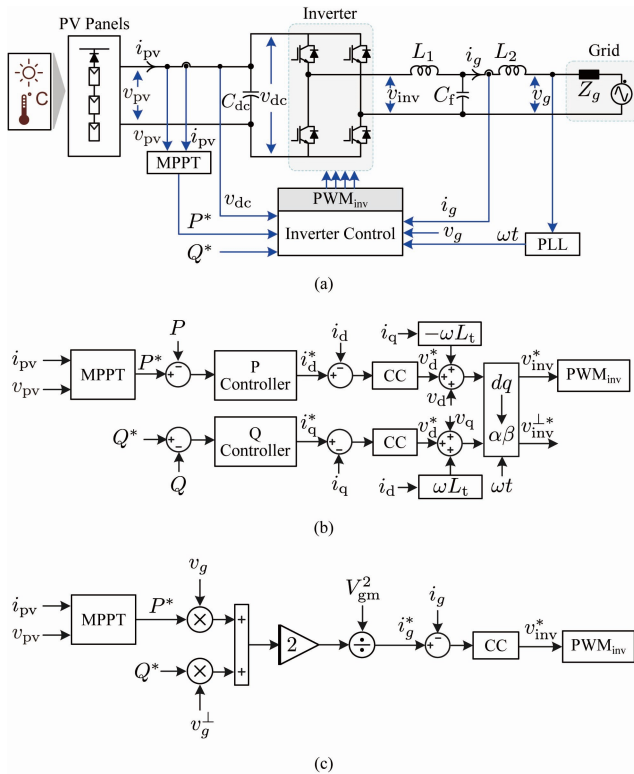 PV Panels
Inverter
i_pv
L_1
i_g
L_2
Grid
C
v_pv
C_dc
v_dc
v_inv
C_f
v_g
Z_g
v_pv
i_pv
MPPT
v_dc
PWM_inv
i_g
P*
Inverter Control
v_g
Q*
ωt
PLL
(a)
P
i_d
i_q
−ωL_t
i_pv
v_pv
MPPT
P*
+
−
P Controller
i_d^*
+
−
CC
v_d^*
+
+
+
v_d
dq
αβ
v_inv^*
PWM_inv
Q*
+
−
Q
Q Controller
i_q^*
+
−
i_q
CC
v_d^*
v_q
+
+
+
v_inv^⊥*
i_d
ωL_t
ωt
(b)
v_g
V_gm^2
i_g
i_pv
v_pv
MPPT
P*
×
+
2
÷
i_g^*
+
−
CC
v_inv^*
PWM_inv
Q*
×
+
v_g^⊥
(c)